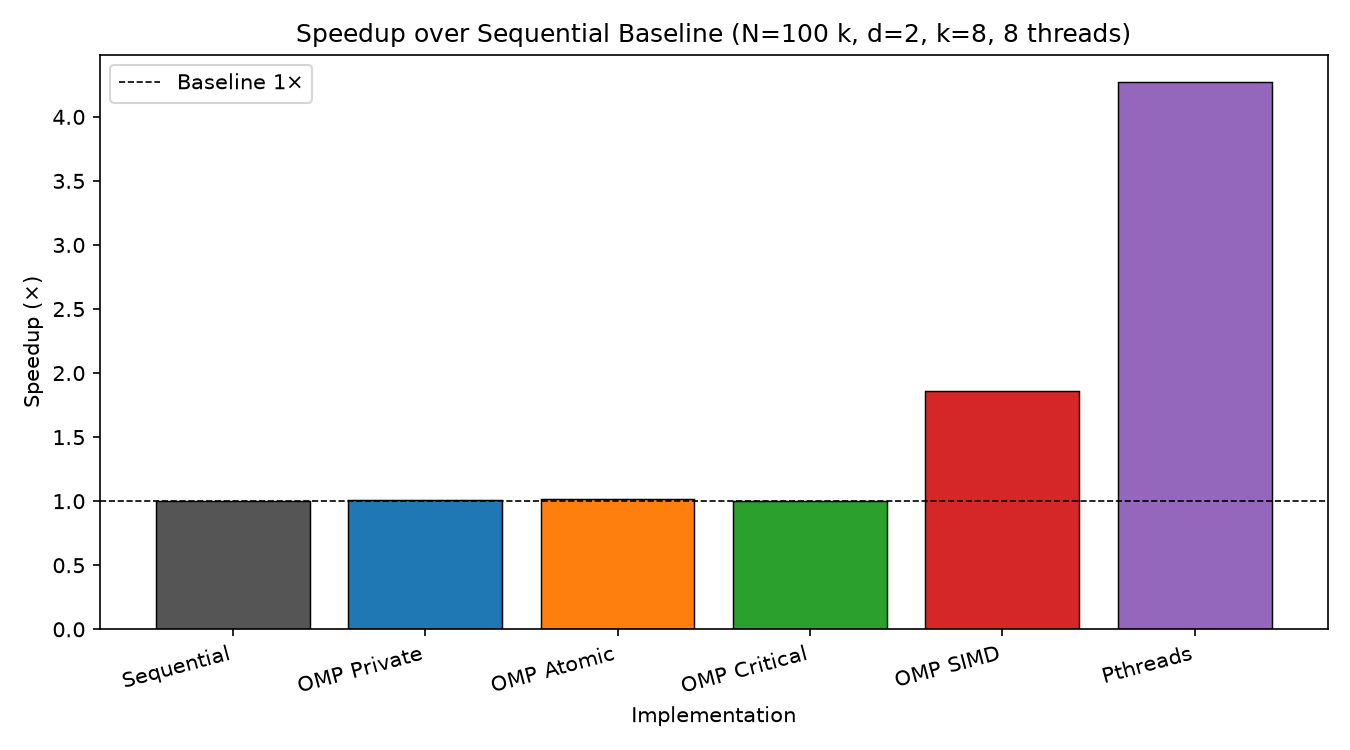 Speedup over Sequential Baseline (N=100 k, d=2, k=8, 8 threads)
Baseline 1×
Speedup (×)
4.0
3.5
3.0
2.5
2.0
1.5
1.0
0.5
0.0
Sequential
OMP Private
OMP Atomic
OMP Critical
OMP SIMD
Pthreads
Implementation